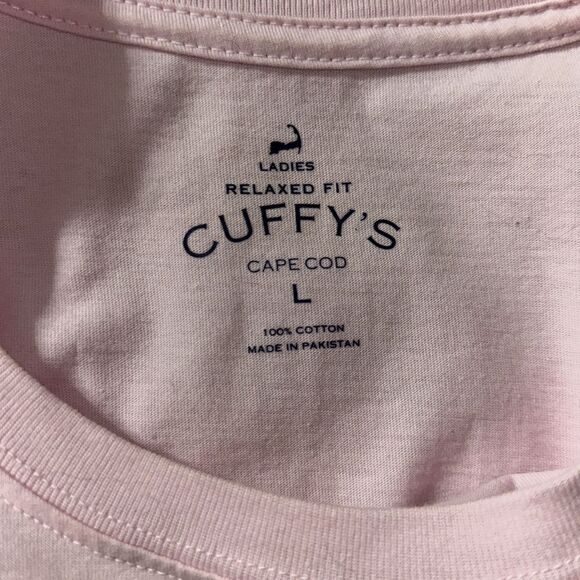 LADIES
RELAXED FIT
CUFFY'S
CAPE COD
L
100% COTTON
MADE IN PAKISTAN